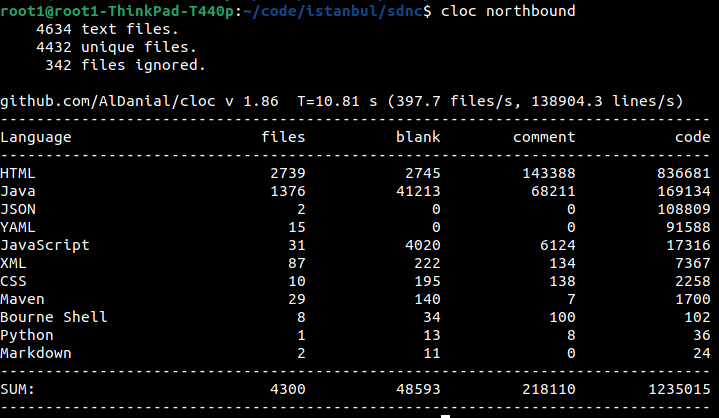 root1@root1-ThinkPad-T440p:~/code/istanbul/sdnc$ cloc northbound
    4634 text files.
    4432 unique files.
     342 files ignored.
github.com/AlDanial/cloc v 1.86  T=10.81 s (397.7 files/s, 138904.3 lines/s)
-------------------------------------------------------------------------------
Language                     files          blank        comment           code
-------------------------------------------------------------------------------
HTML                          2739           2745         143388         836681
Java                          1376          41213          68211         169134
JSON                             2              0              0         108809
YAML                            15              0              0          91588
JavaScript                      31           4020           6124          17316
XML                             87            222            134           7367
CSS                             10            195            138           2258
Maven                           29            140              7           1700
Bourne Shell                     8             34            100            102
Python                           1             13              8             36
Markdown                         2             11              0             24
-------------------------------------------------------------------------------
SUM:                          4300          48593         218110        1235015
-------------------------------------------------------------------------------